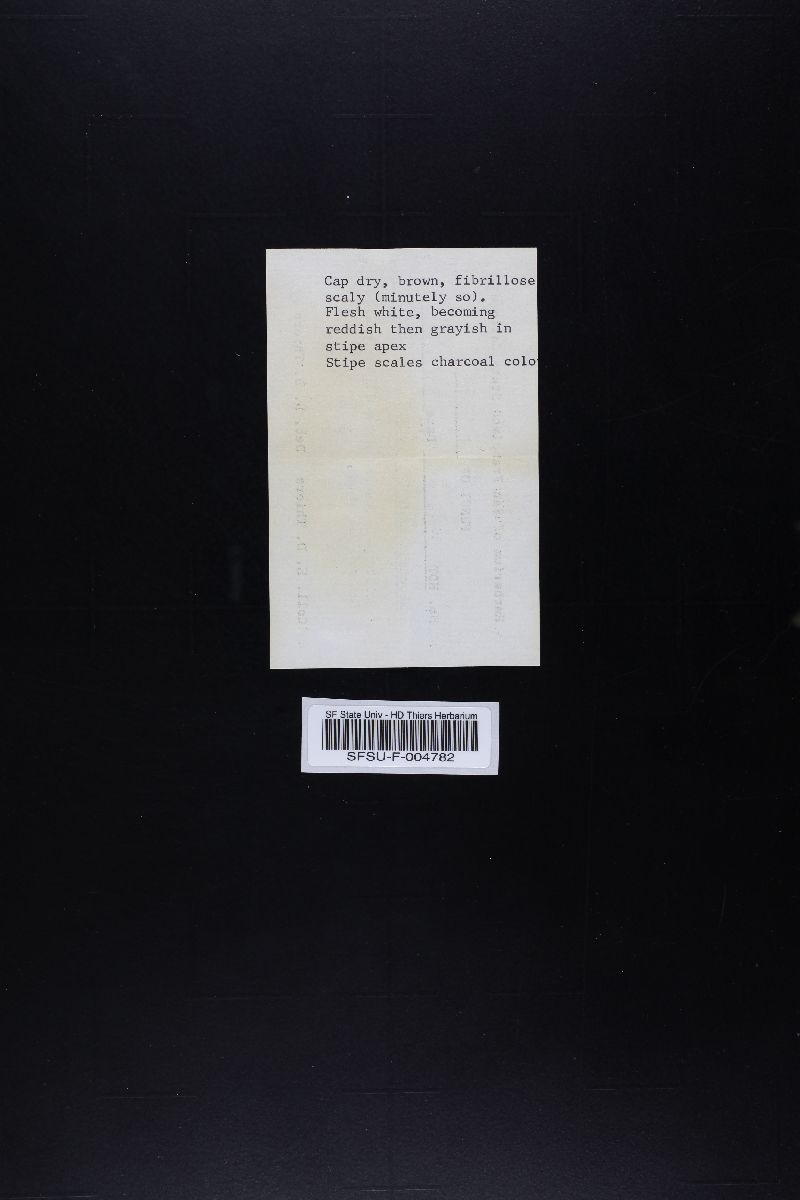 Cap dry, brown, fibrillose
scaly (minutely so).
Flesh white, becoming
reddish then grayish in
stipe apex
Stipe scales charcoal colo
SF State Univ - HD Thiers Herbarium
SFSU-F-004782